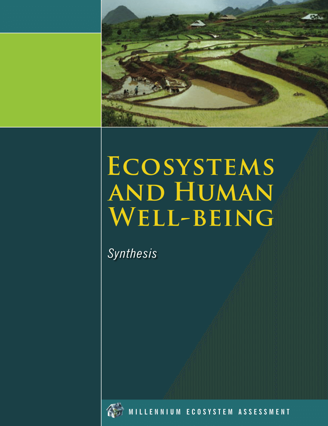 Ecosystems
and Human
Well-being
Synthesis
MILLENNIUM ECOSYSTEM ASSESSMENT